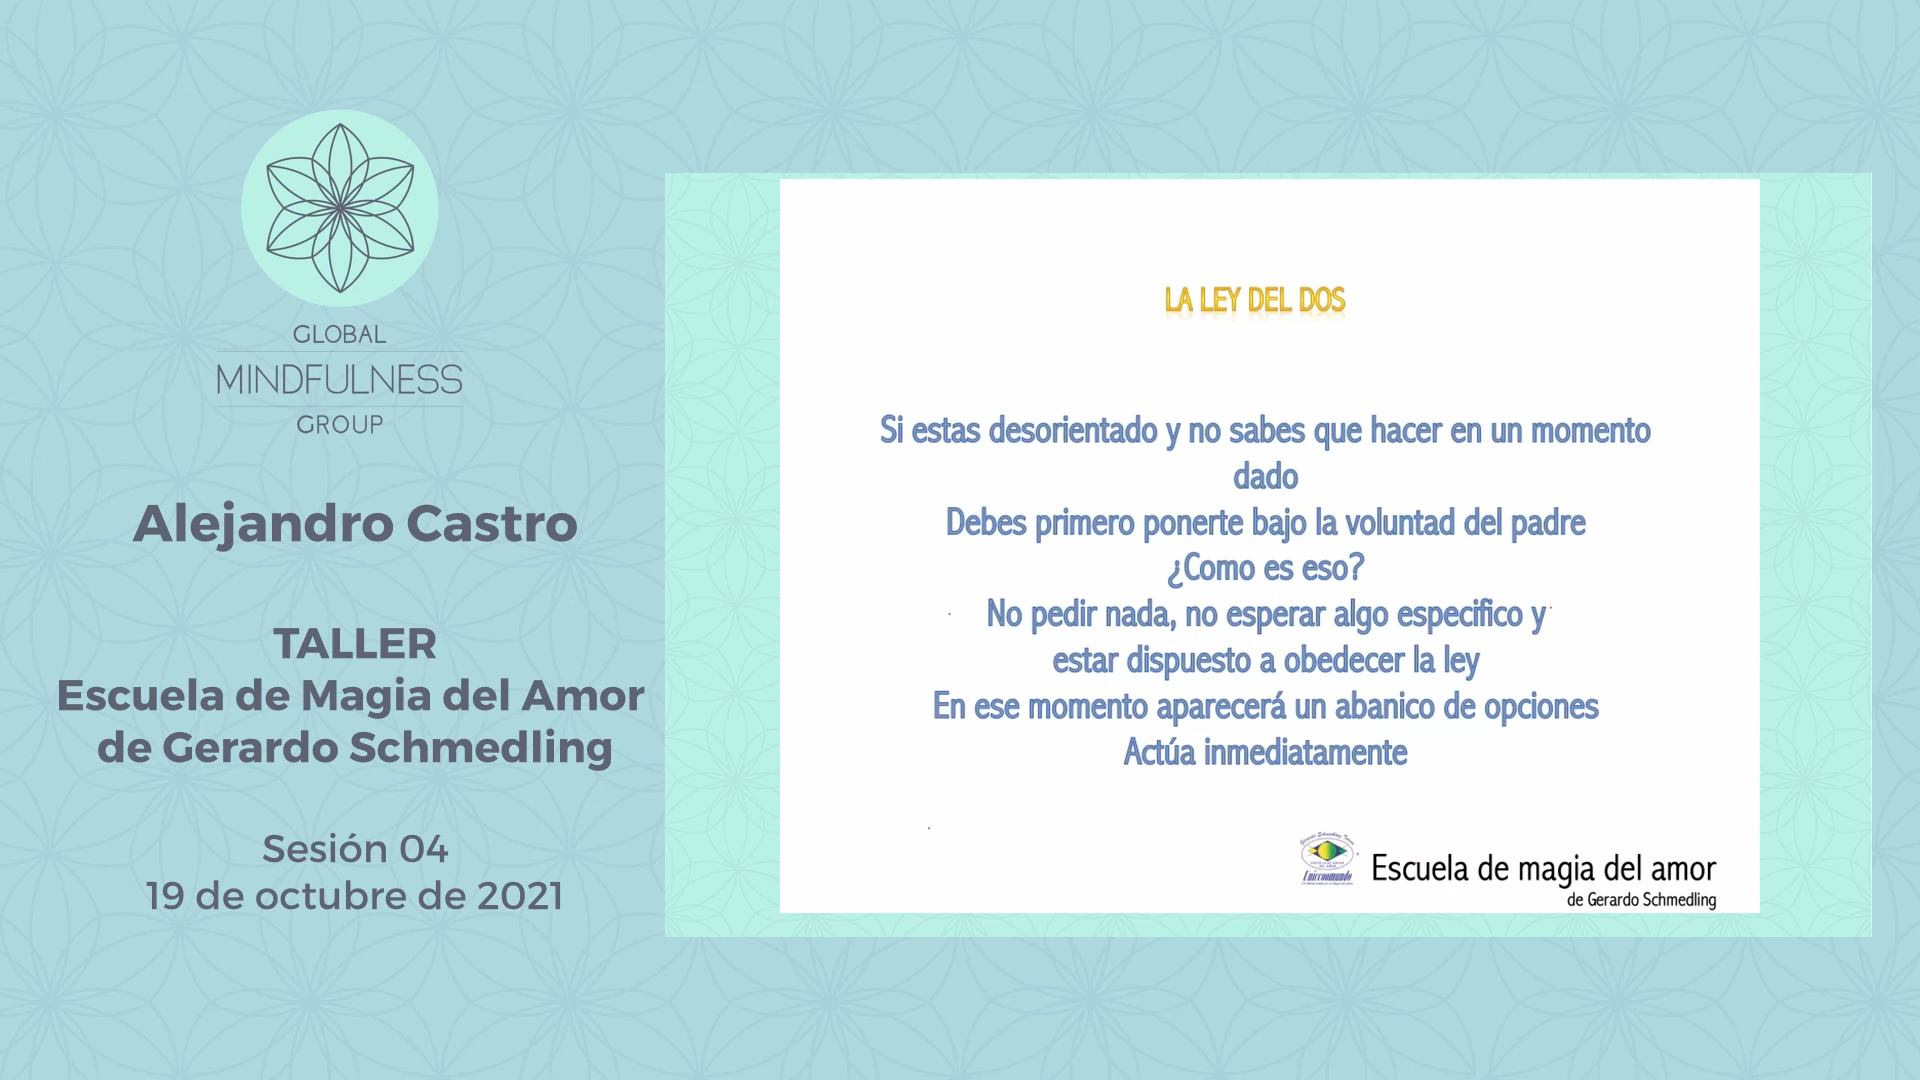 GLOBAL
MINDFULNESS
GROUP
Alejandro Castro
TALLER
Escuela de Magia del Amor
de Gerardo Schmedling
Sesión 04
19 de octubre de 2021
LA LEY DEL DOS
Si estas desorientado y no sabes que hacer en un momento
dado
Debes primero ponerte bajo la voluntad del padre
¿Como es eso?
No pedir nada, no esperar algo especifico y
estar dispuesto a obedecer la ley
En ese momento aparecerá un abanico de opciones
Actúa inmediatamente
Escuela de magia del amor
de Gerardo Schmedling